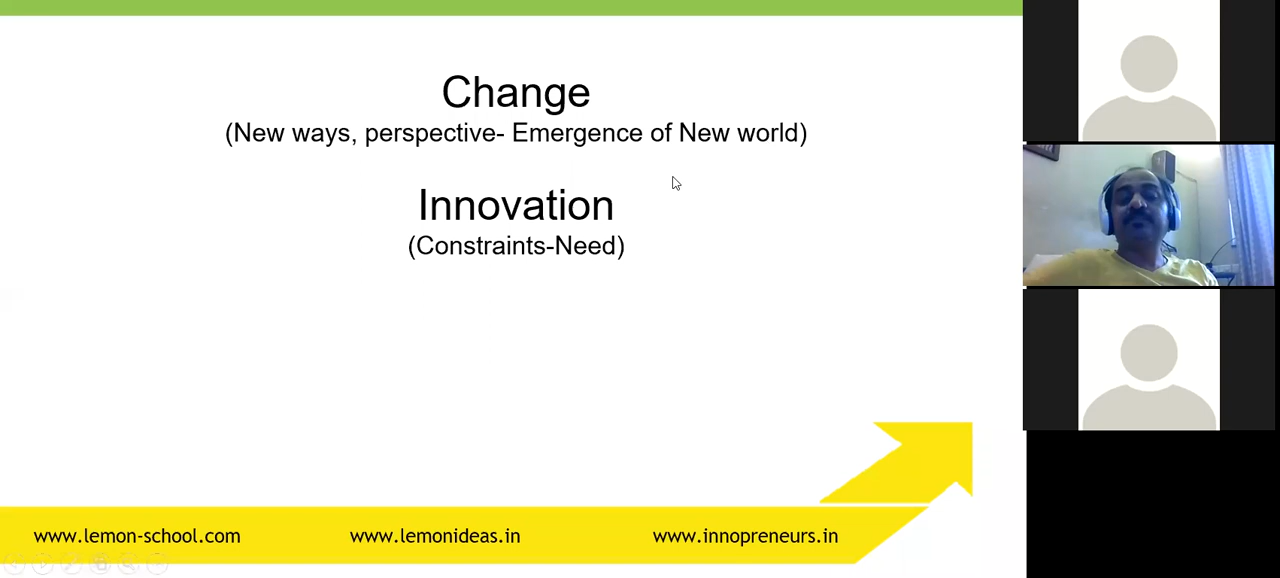 Change
(New ways, perspective- Emergence of New world)
Innovation
(Constraints-Need)
www.lemon-school.com
www.lemonideas.in
www.innopreneurs.in